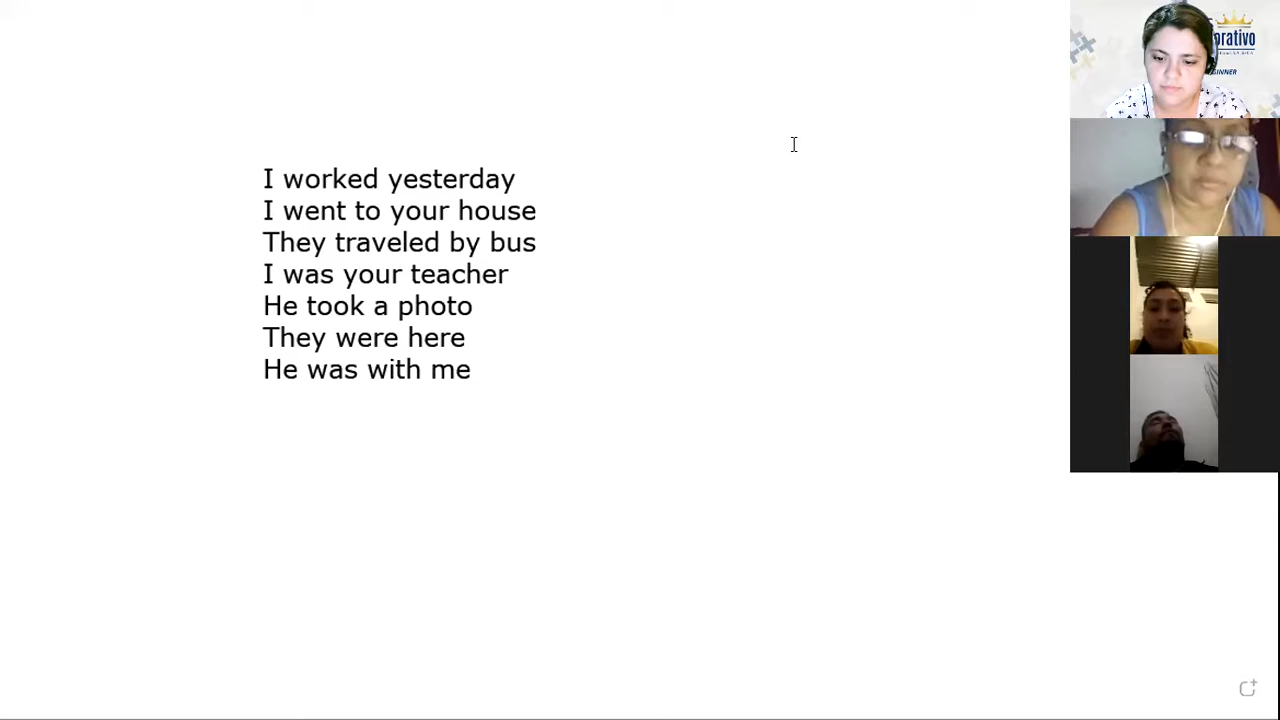 I worked yesterday
I went to your house
They traveled by bus
I was your teacher
He took a photo
They were here
He was with me
orativo
GINNER